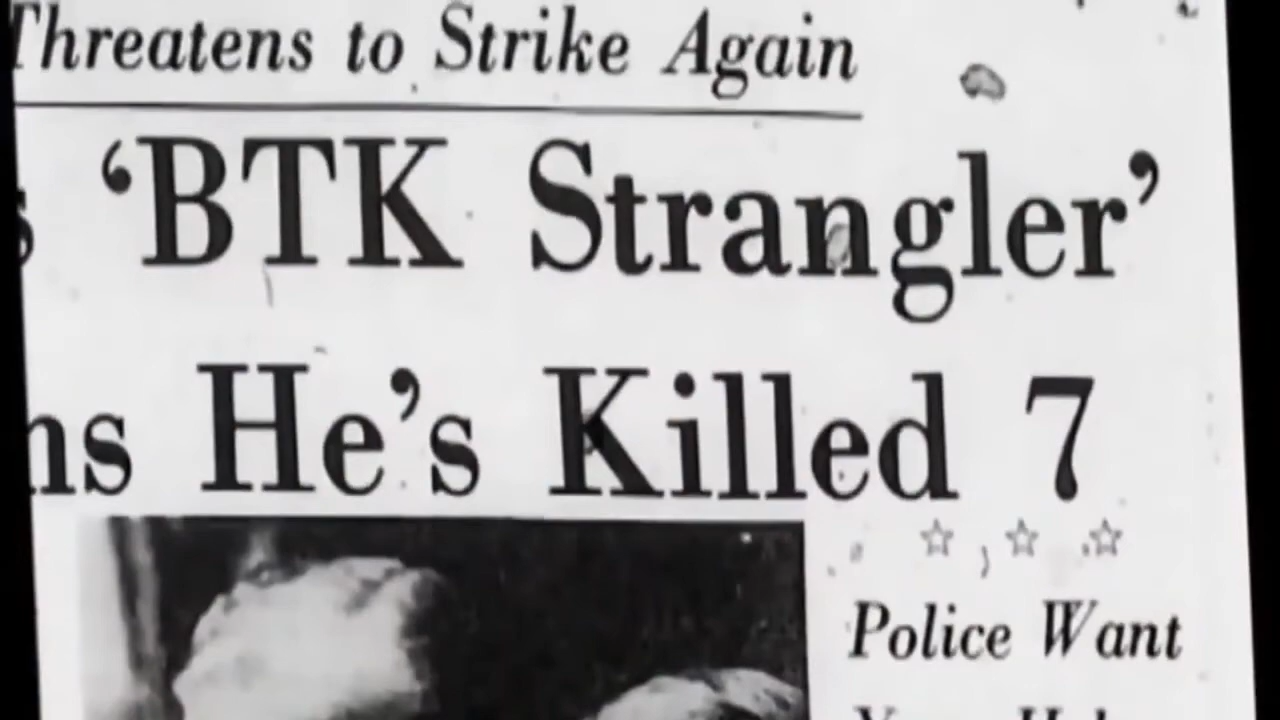 Threatens to Strike Again
‘BTK Strangler’
He’s Killed 7
☆ ☆ ☆
Police Want